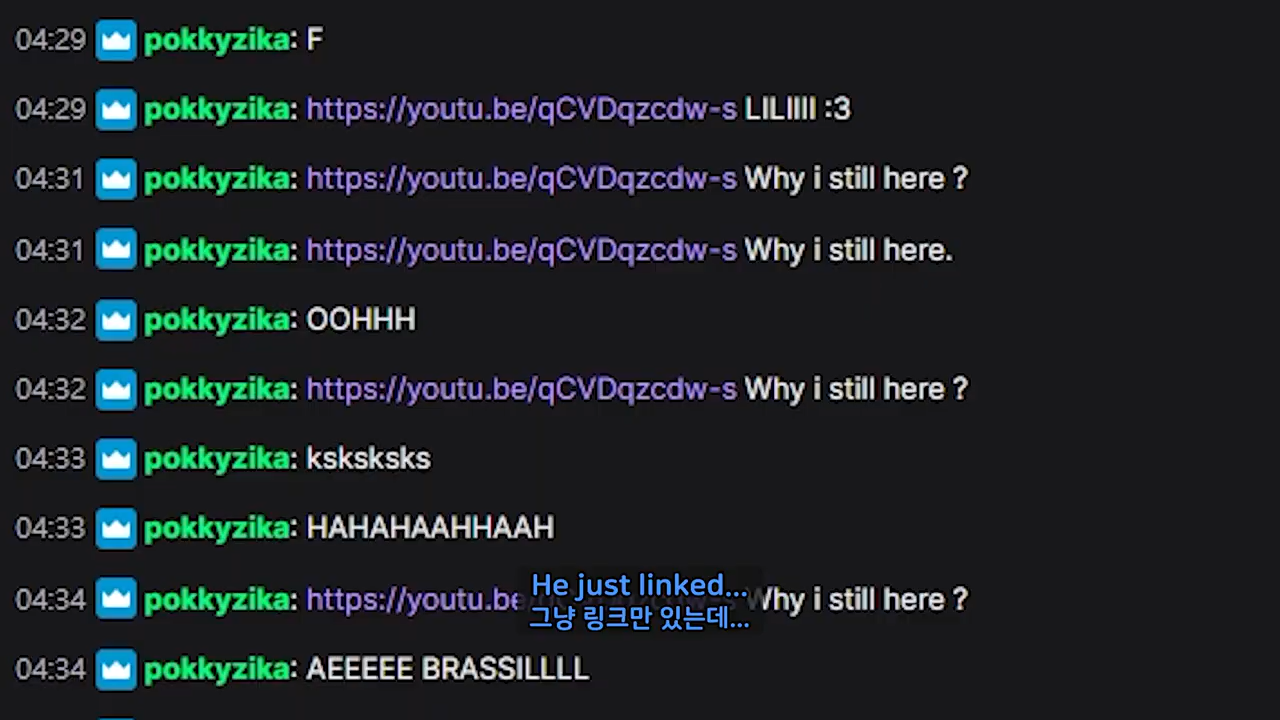 04:29 pokkyzika: F
04:29 pokkyzika: https://youtu.be/qCVDqzcdw-s LILIIII :3
04:31 pokkyzika: https://youtu.be/qCVDqzcdw-s Why i still here ?
04:31 pokkyzika: https://youtu.be/qCVDqzcdw-s Why i still here.
04:32 pokkyzika: OOHHH
04:32 pokkyzika: https://youtu.be/qCVDqzcdw-s Why i still here ?
04:33 pokkyzika: ksksksks
04:33 pokkyzika: HAHAHAAHHAAH
He just linked...
04:34 pokkyzika: https://youtu.be Why i still here ?
그냥 링크만 있는데...
04:34 pokkyzika: AEEEEE BRASSILLLL